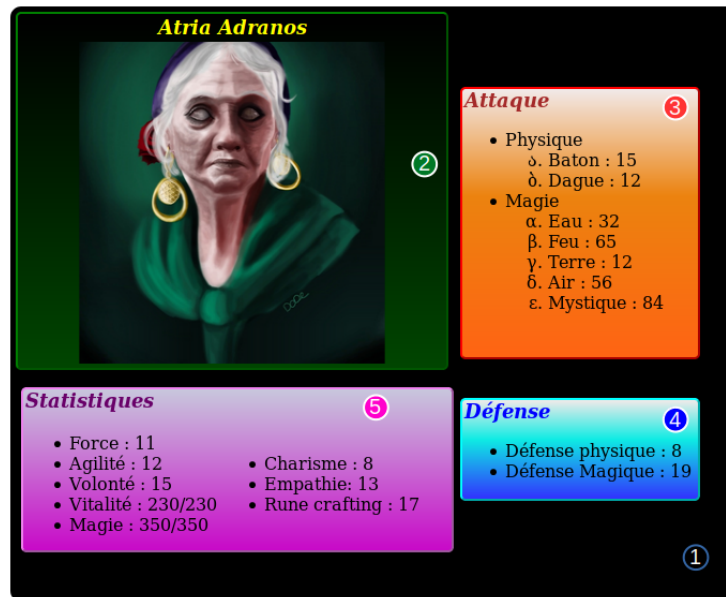 Atria Adranos
2
Attaque
3
• Physique
ა. Baton : 15
ბ. Dague : 12
• Magie
α. Eau : 32
β. Feu : 65
γ. Terre : 12
δ. Air : 56
ε. Mystique : 84
Statistiques
5
• Force : 11
• Agilité : 12
• Volonté : 15
• Vitalité : 230/230
• Magie : 350/350
• Charisme : 8
• Empathie: 13
• Rune crafting : 17
Défense
4
• Défense physique : 8
• Défense Magique : 19
1